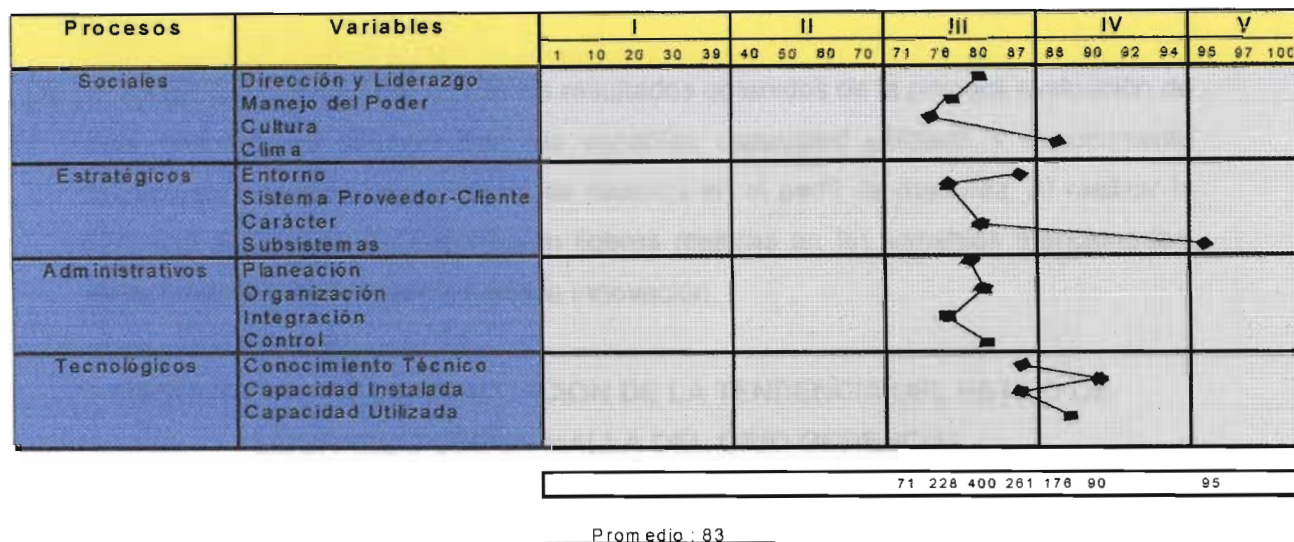 Procesos Variables I II III IV V
1 10 20 30 39 40 50 60 70 71 76 80 87 88 90 92 94 95 97 100
Sociales Dirección y Liderazgo
Manejo del Poder
Cultura
Clima
Estratégicos Entorno
Sistema Proveedor-Cliente
Carácter
Subsistemas
Administrativos Planeación
Organización
Integración
Control
Tecnológicos Conocimiento Técnico
Capacidad Instalada
Capacidad Utilizada
71 228 400 261 176 90 95
Promedio : 83